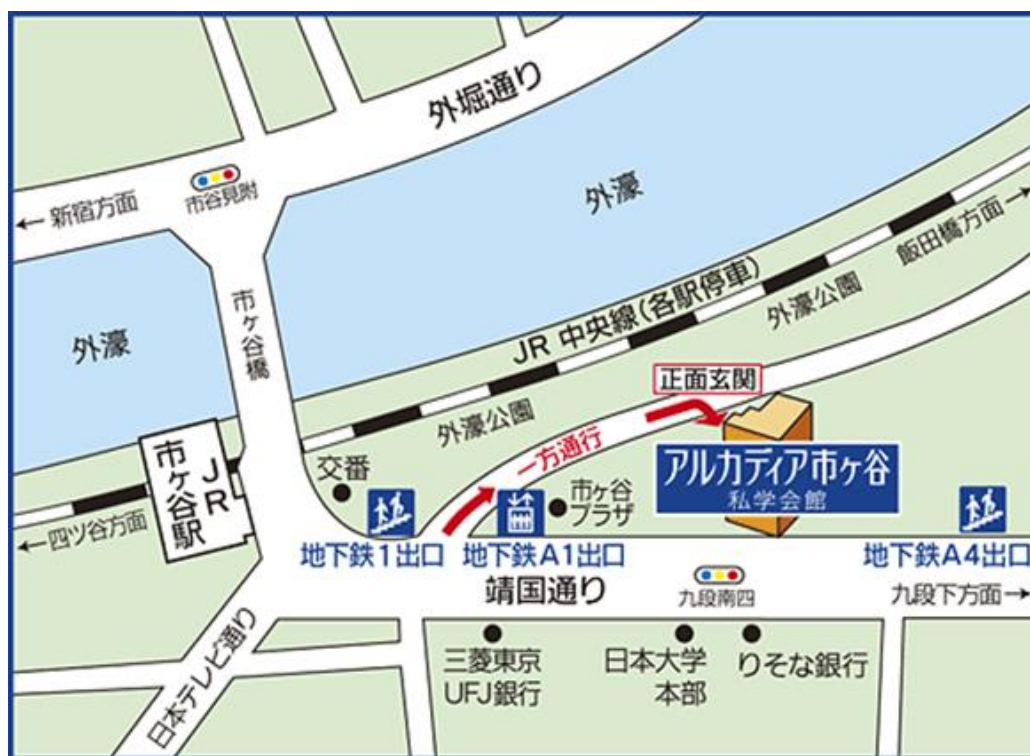 外堀通り
市谷見附
←新宿方面
外濠
飯田橋方面→
市ヶ谷橋
外濠
JR 中央線(各駅停車)
外濠公園
正面玄関
外濠公園
一方通行
アルカディア市ヶ谷
私学会館
JR
市ヶ谷駅
交番
市ヶ谷
プラザ
←四ツ谷方面
地下鉄1出口
地下鉄A1出口
地下鉄A4出口
靖国通り
九段南四
九段下方面→
日本テレビ通り
三菱東京
UFJ銀行
日本大学
本部
りそな銀行